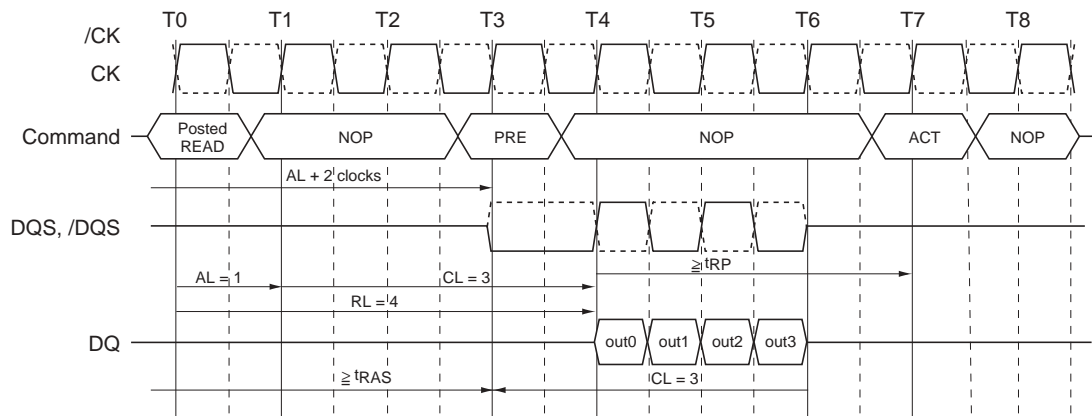 T0 T1 T2 T3 T4 T5 T6 T7 T8
/CK
CK
Command
Posted
READ
NOP
PRE
NOP
ACT
NOP
AL + 2 clocks
DQS, /DQS
≧ tRP
AL = 1
CL = 3
RL = 4
DQ
out0
out1
out2
out3
≧ tRAS
CL = 3